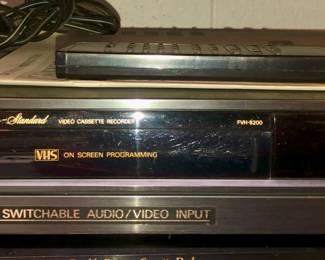 Standard VIDEO CASSETTE RECORDER FVH-6200
VHS ON SCREEN PROGRAMMING
SWITCHABLE AUDIO/VIDEO INPUT